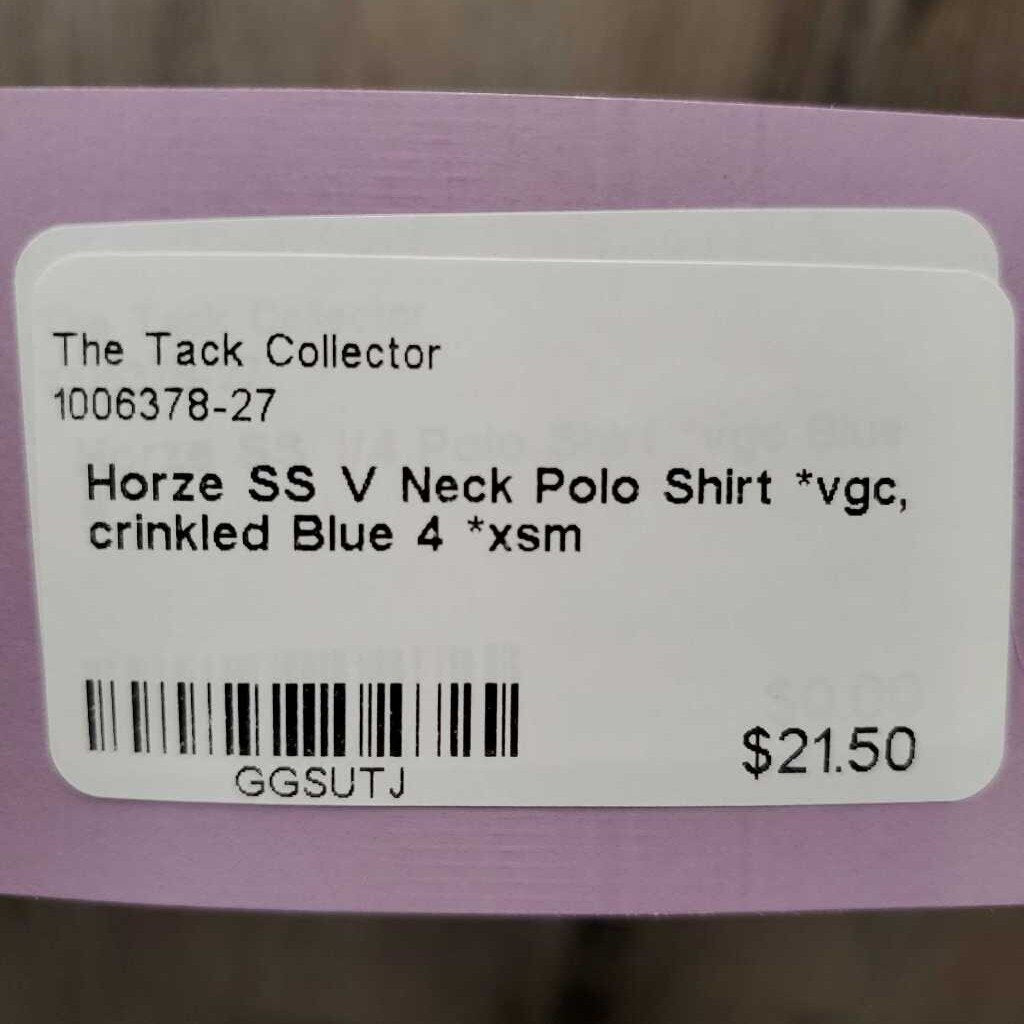 The Tack Collector
1006378-27
Horze SS V Neck Polo Shirt *vgc,
crinkled Blue 4 *xsm
GGSUTJ
$21.50